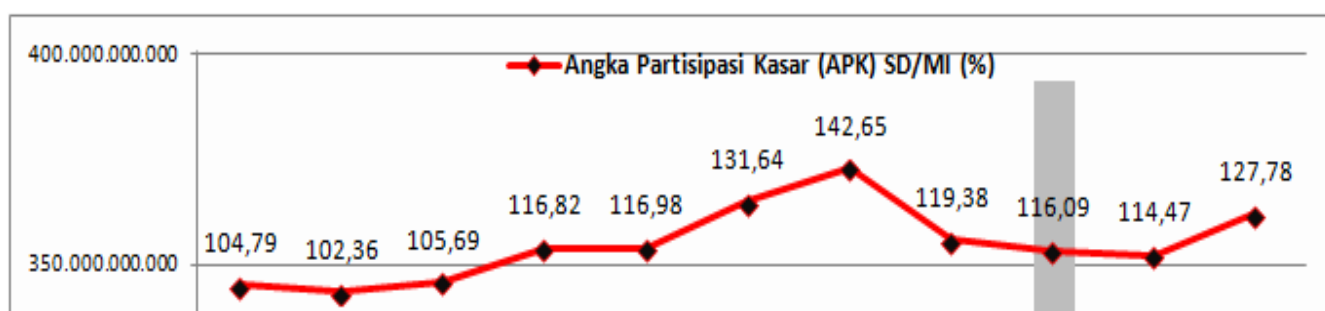 400.000.000.000
Angka Partisipasi Kasar (APK) SD/MI (%)
142,65
131,64
127,78
116,82 116,98 119,38 116,09 114,47
104,79 102,36 105,69
350.000.000.000